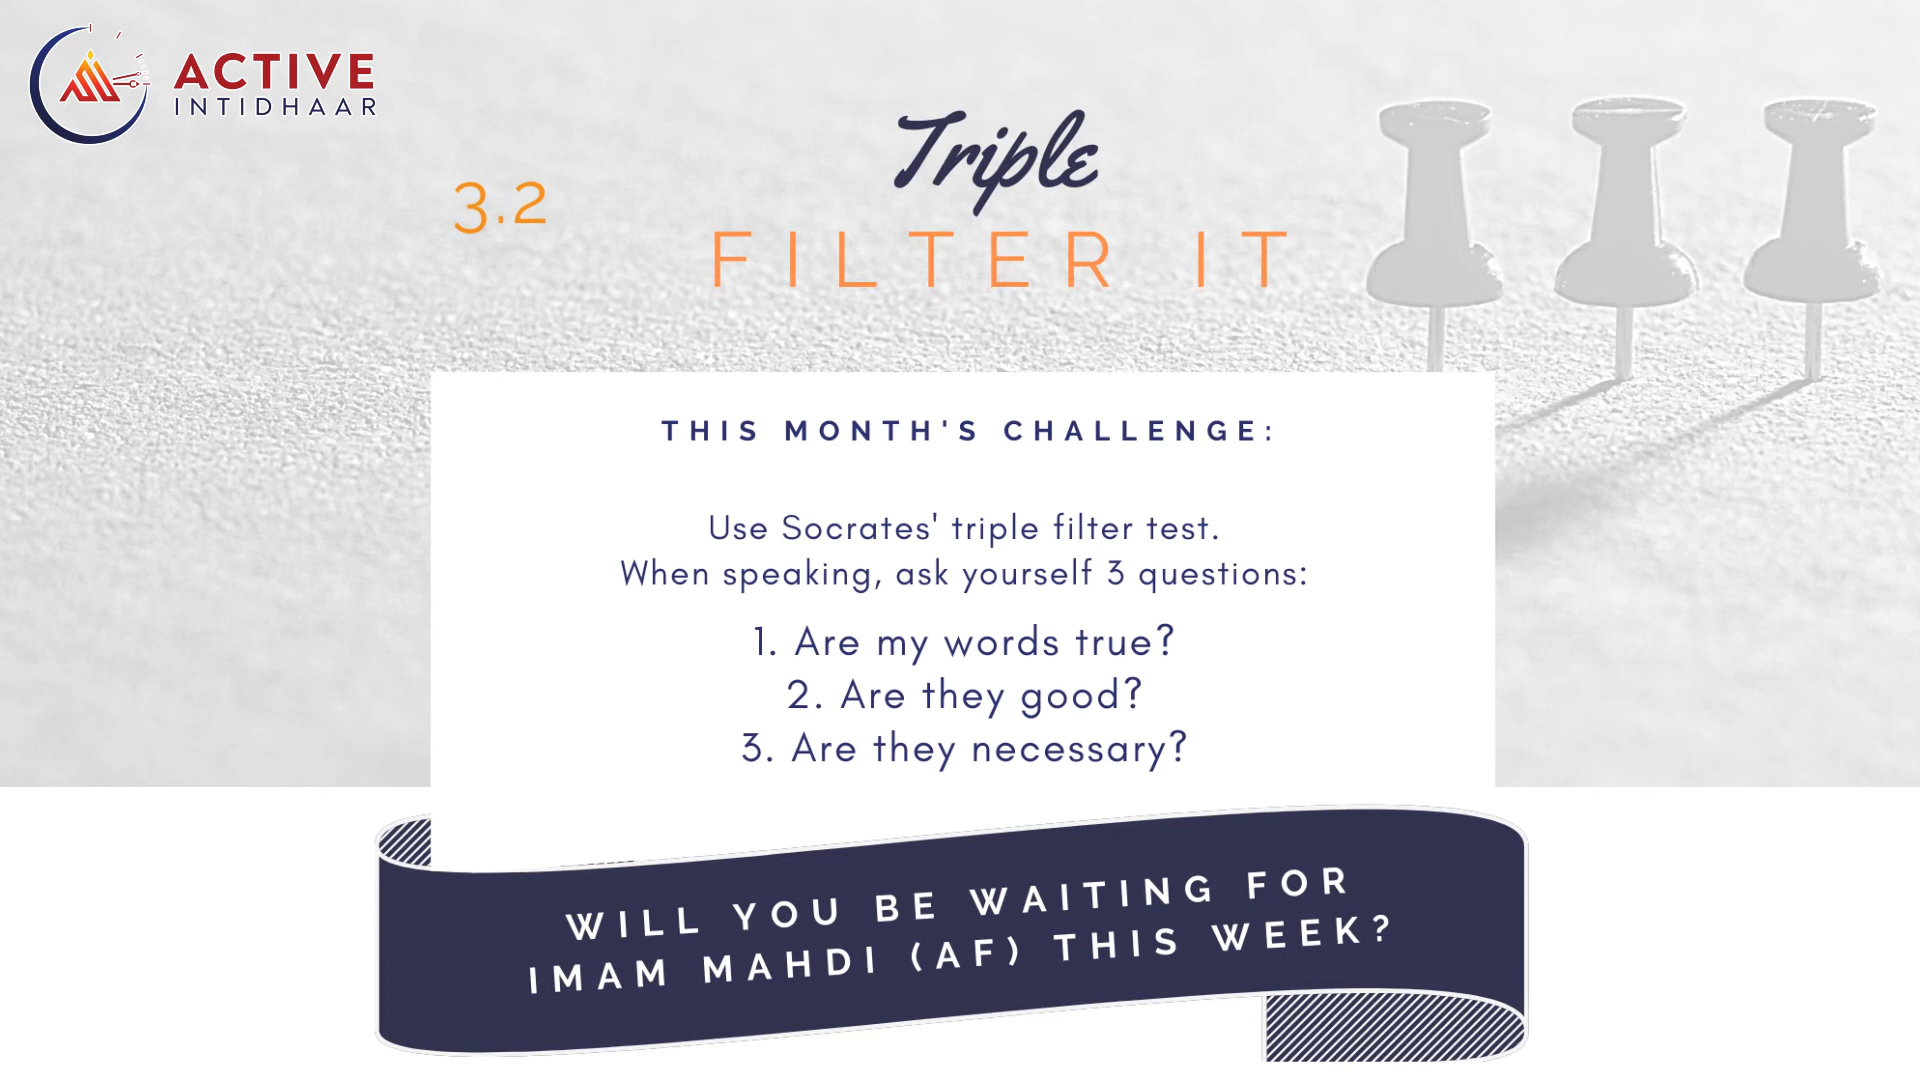 ACTIVE
INTIDHAAR
3.2
Triple
FILTER IT
THIS MONTH'S CHALLENGE:
Use Socrates' triple filter test.
When speaking, ask yourself 3 questions:
1. Are my words true?
2. Are they good?
3. Are they necessary?
WILL YOU BE WAITING FOR
IMAM MAHDI (AF) THIS WEEK?